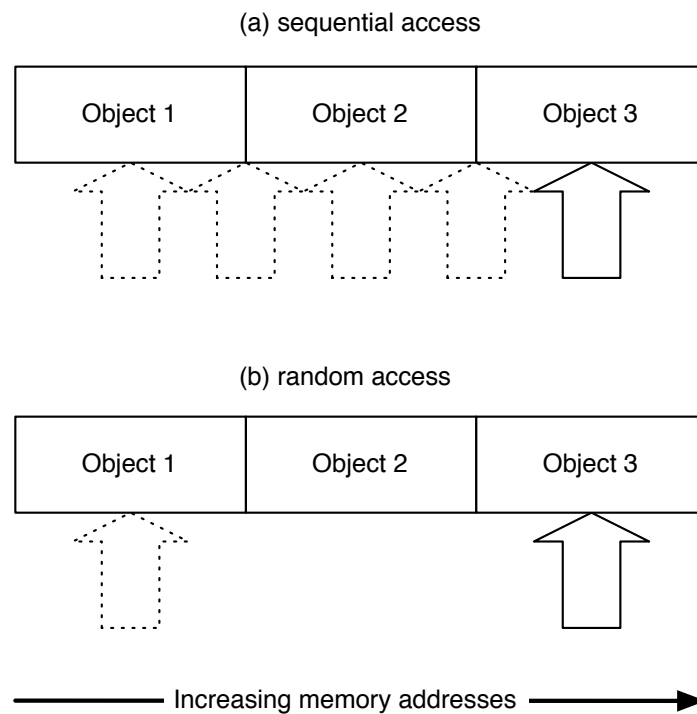 (a) sequential access
Object 1 Object 2 Object 3
(b) random access
Object 1 Object 2 Object 3
Increasing memory addresses